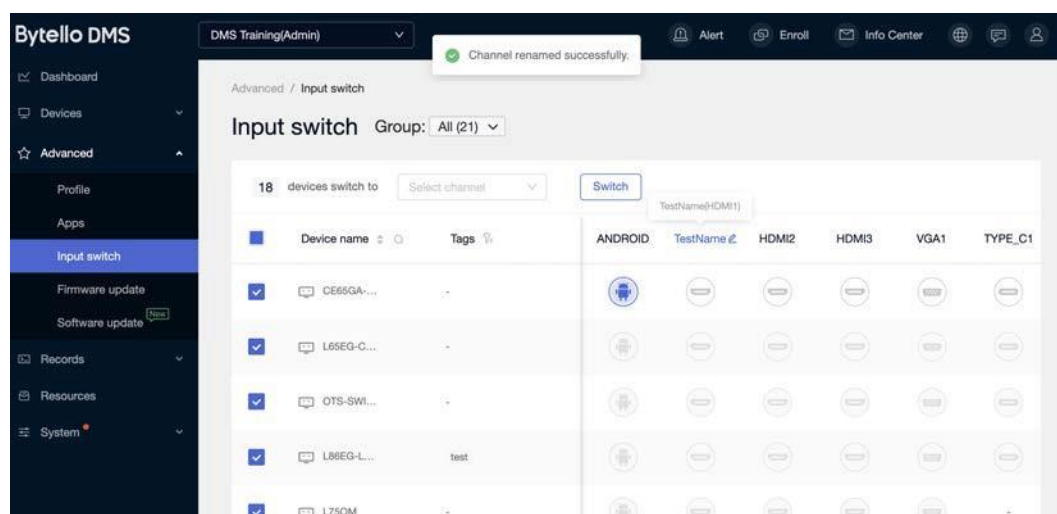 Bytello DMS
DMS Training(Admin)
Alert
Enroll
Info Center
Channel renamed successfully.
Dashboard
Devices
Advanced
Profile
Apps
Input switch
Firmware update
Software update New
Records
Resources
System
Advanced / Input switch
Input switch Group: All (21)
18 devices switch to Select channel Switch
TestName(HDMI1)
Device name Tags ANDROID TestName HDMI2 HDMI3 VGA1 TYPE_C1
CE65GA-... -
L65EG-C... -
OTS-SWI... -
L86EG-L... test
L75OM - -